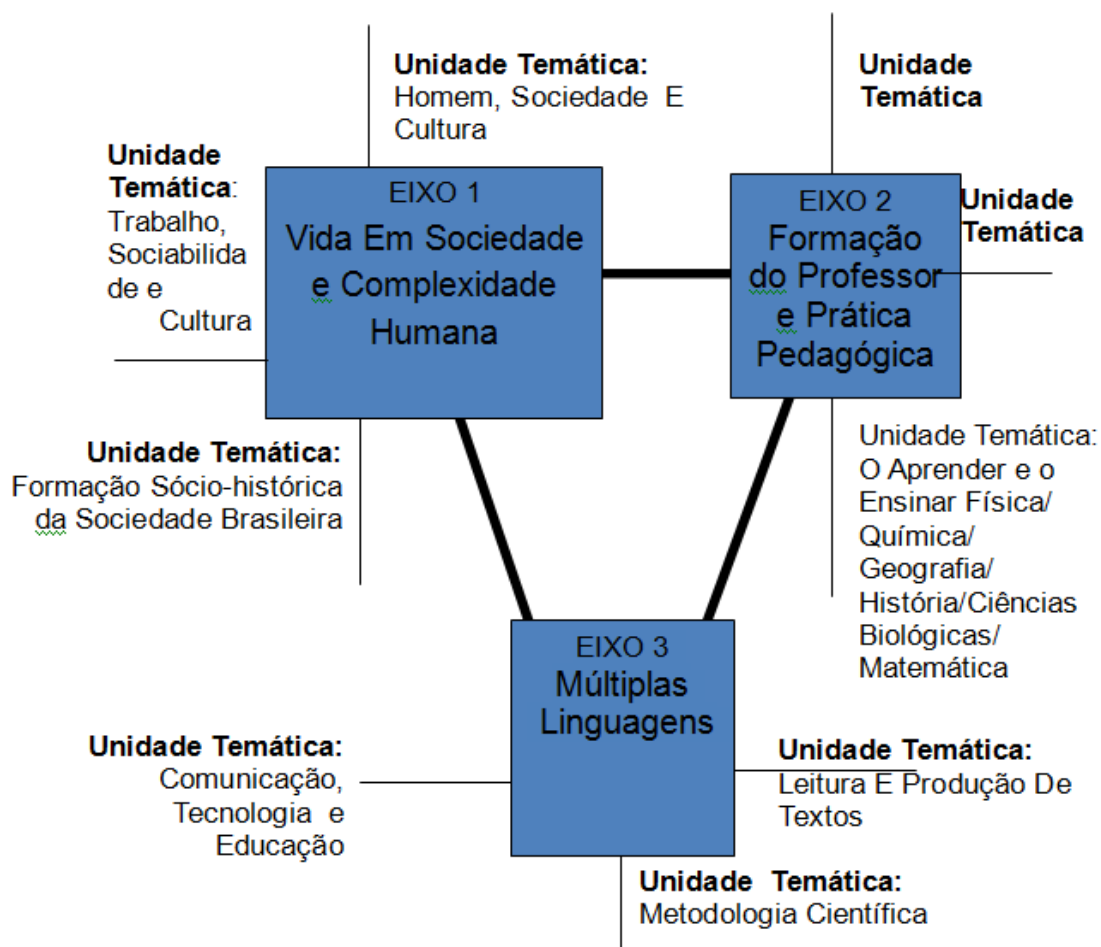 Unidade Temática:
Homem, Sociedade E
Cultura
Unidade
Temática
Unidade
Temática:
Trabalho,
Sociabilida
de e
Cultura
EIXO 1
Vida Em Sociedade
e Complexidade
Humana
EIXO 2
Formação
do Professor
e Prática
Pedagógica
Unidade
Temática
Unidade Temática:
Formação Sócio-histórica
da Sociedade Brasileira
Unidade Temática:
O Aprender e o
Ensinar Física/
Química/
Geografia/
História/Ciências
Biológicas/
Matemática
EIXO 3
Múltiplas
Linguagens
Unidade Temática:
Comunicação,
Tecnologia e
Educação
Unidade Temática:
Leitura E Produção De
Textos
Unidade Temática:
Metodologia Científica